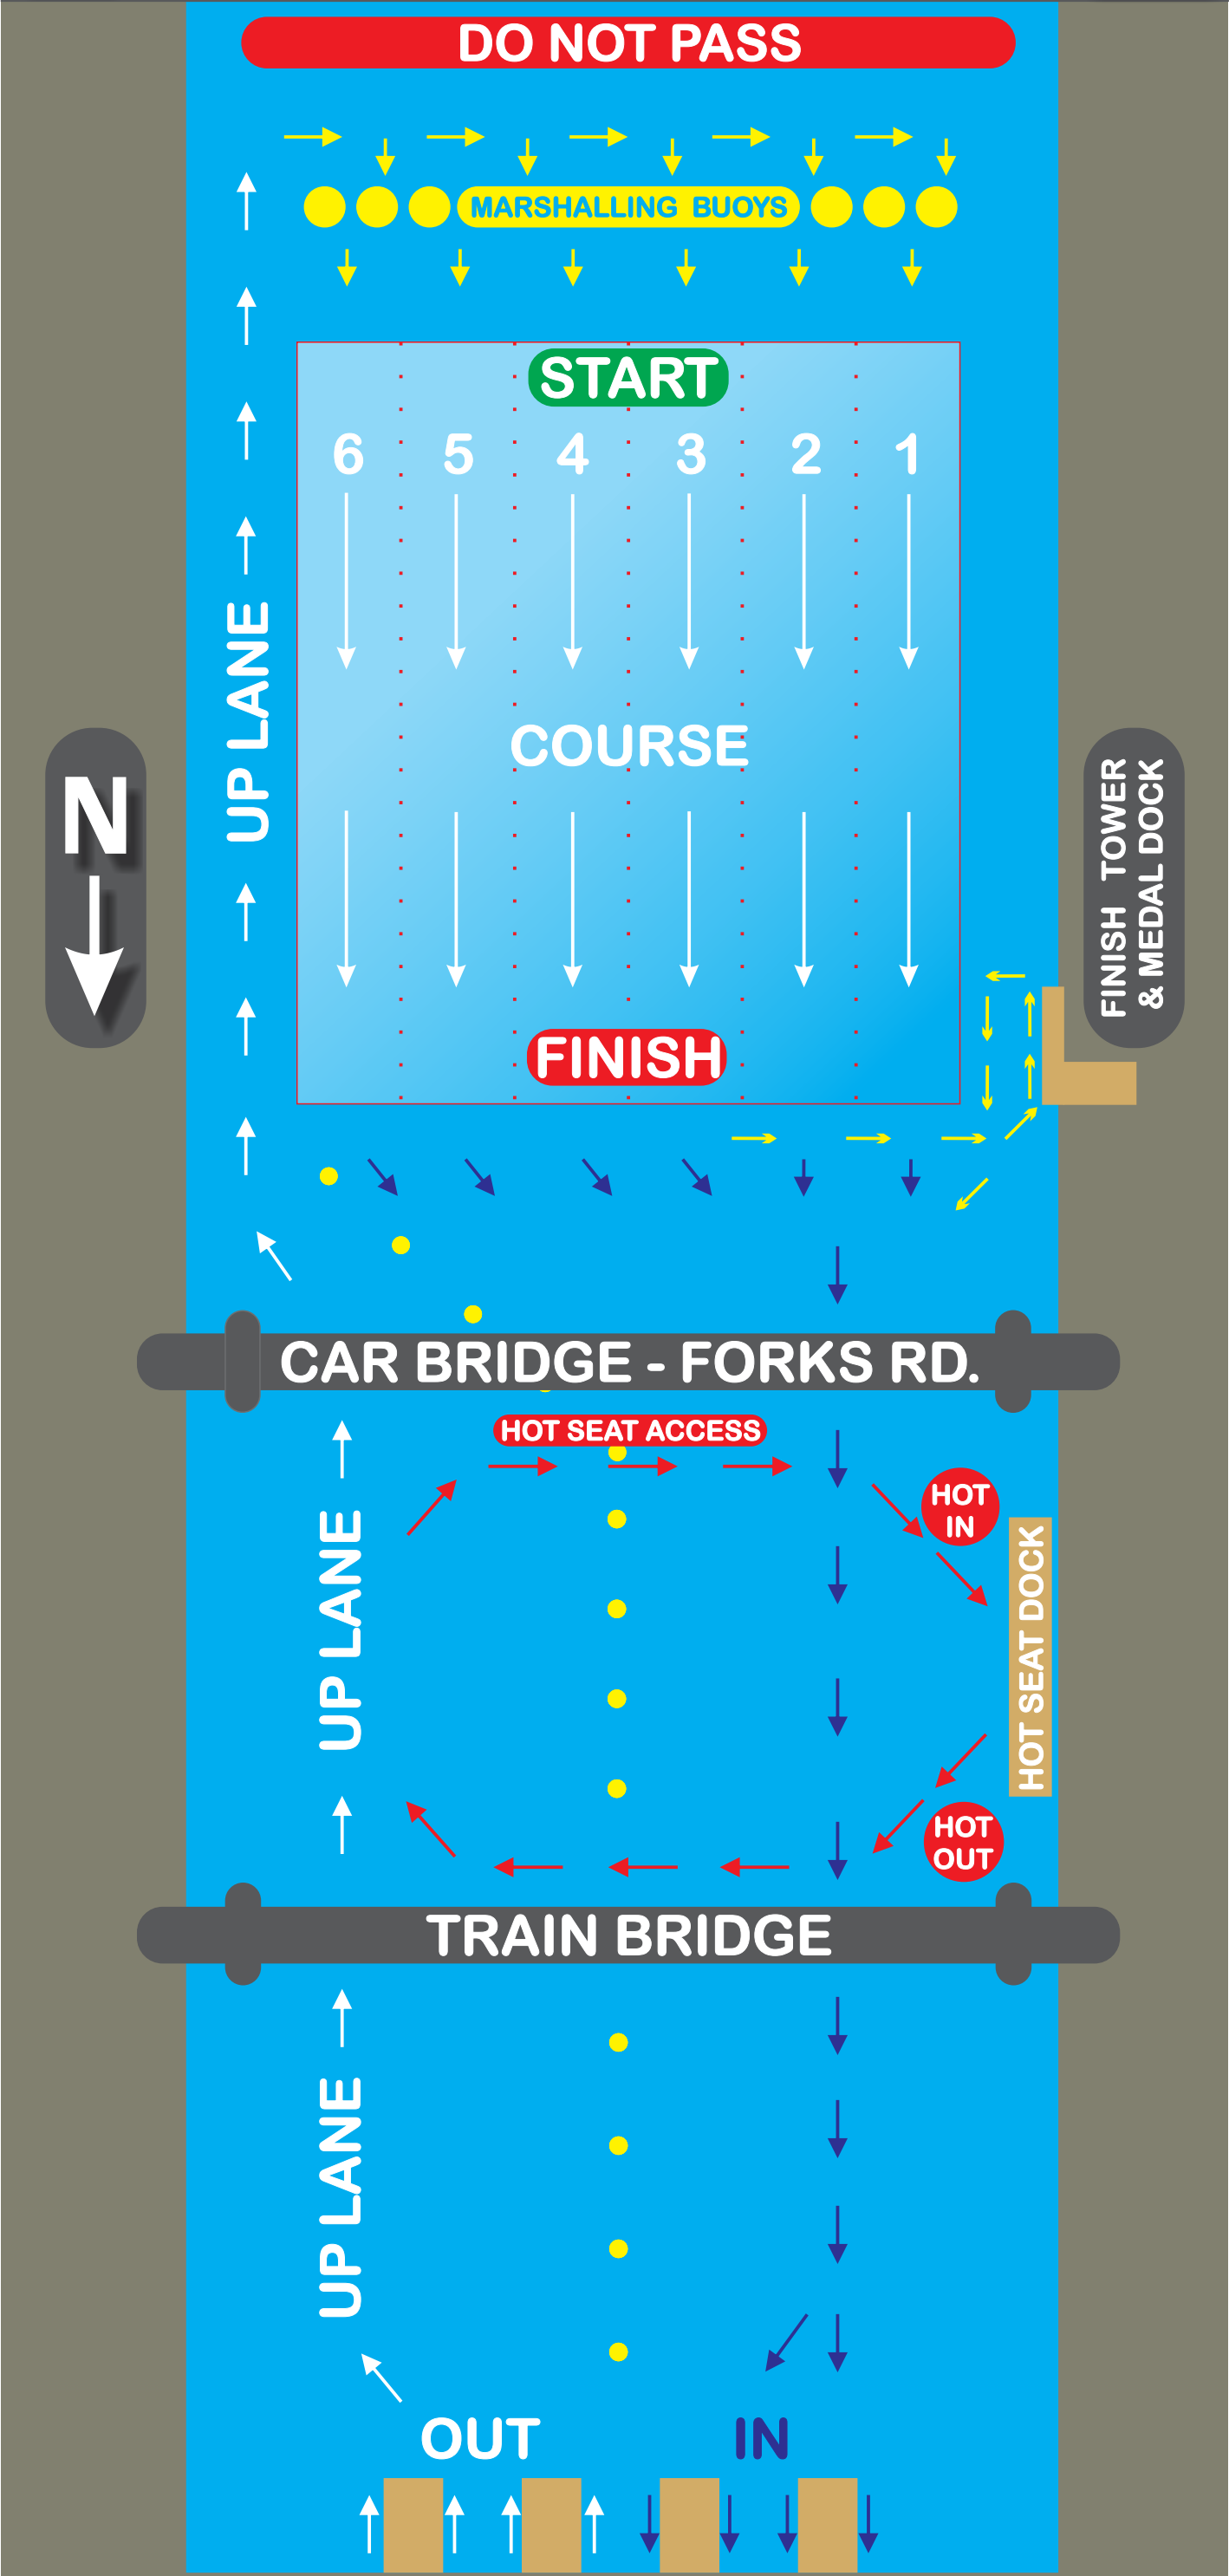 DO NOT PASS
MARSHALLING BUOYS
START
6 5 4 3 2 1
UP LANE
COURSE
N
FINISH TOWER
& MEDAL DOCK
FINISH
CAR BRIDGE - FORKS RD.
HOT SEAT ACCESS
HOT
IN
UP LANE
HOT SEAT DOCK
HOT
OUT
TRAIN BRIDGE
UP LANE
OUT
IN